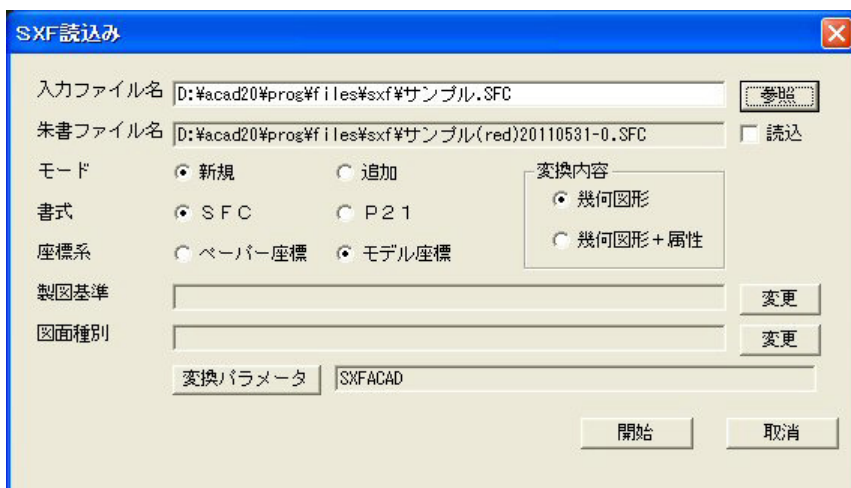 SXF読込み
入力ファイル名 D:¥acad20¥prog¥files¥sxf¥サンプル.SFC 参照
朱書ファイル名 D:¥acad20¥prog¥files¥sxf¥サンプル(red)20110531-0.SFC 読込
モード 新規 追加 変換内容
幾何図形
書式 ＳＦＣ Ｐ２１
幾何図形＋属性
座標系 ペーパー座標 モデル座標
製図基準 変更
図面種別 変更
変換パラメータ SXFACAD
開始 取消